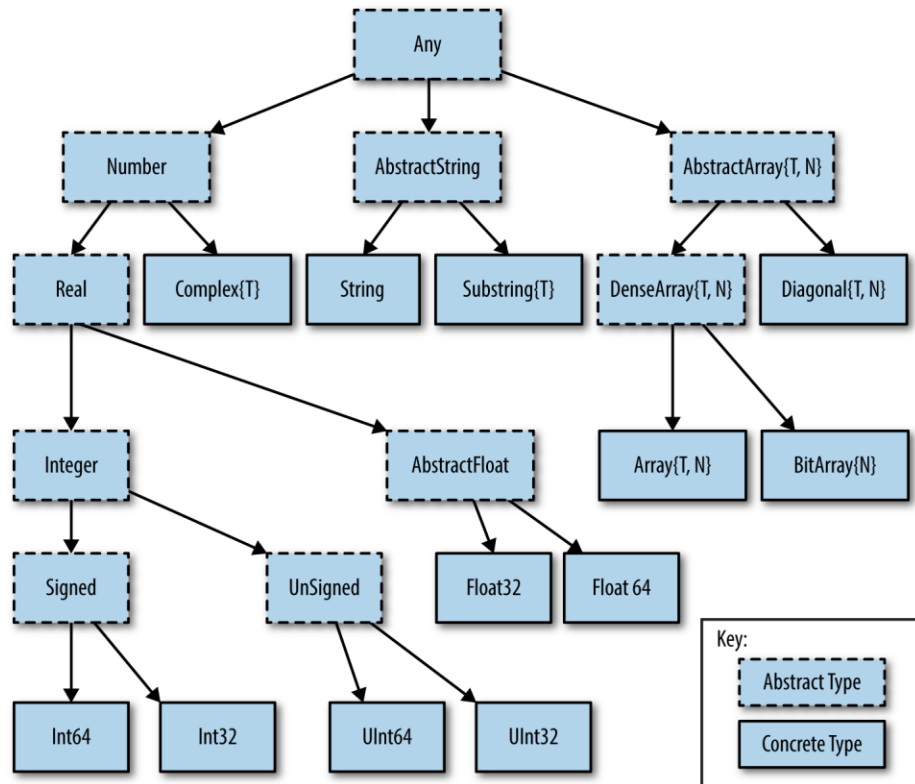 Any
Number
AbstractString
AbstractArray{T, N}
Real
Complex{T}
String
Substring{T}
DenseArray{T, N}
Diagonal{T, N}
Integer
AbstractFloat
Array{T, N}
BitArray{N}
Signed
UnSigned
Float32
Float 64
Int64
Int32
UInt64
UInt32
Key:
Abstract Type
Concrete Type